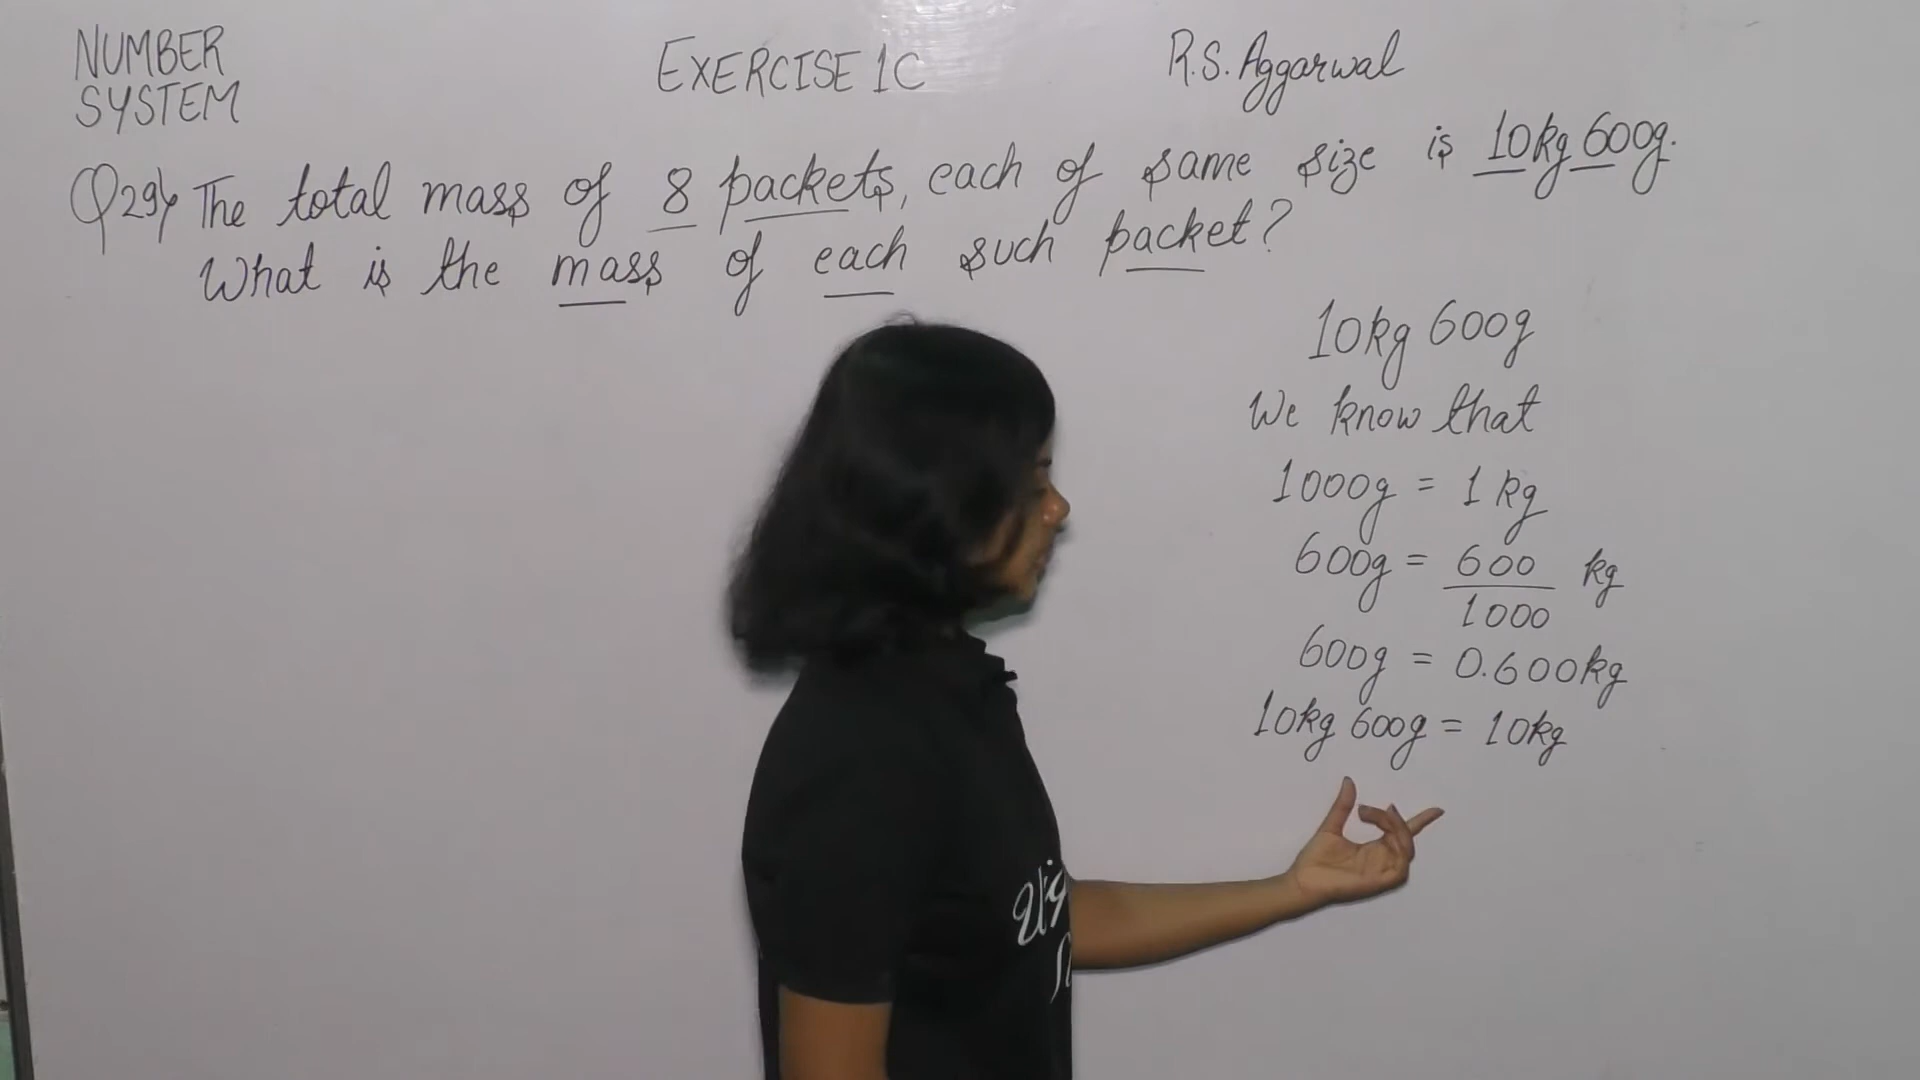 NUMBER
SYSTEM
EXERCISE 1C
R.S. Aggarwal
Q29) The total mass of 8 packets, each of same size is 10kg 600g.
What is the mass of each such packet?
10kg 600g
We know that
1000g = 1 kg
600g = 600/1000 kg
600g = 0.600kg
10kg 600g = 10kg